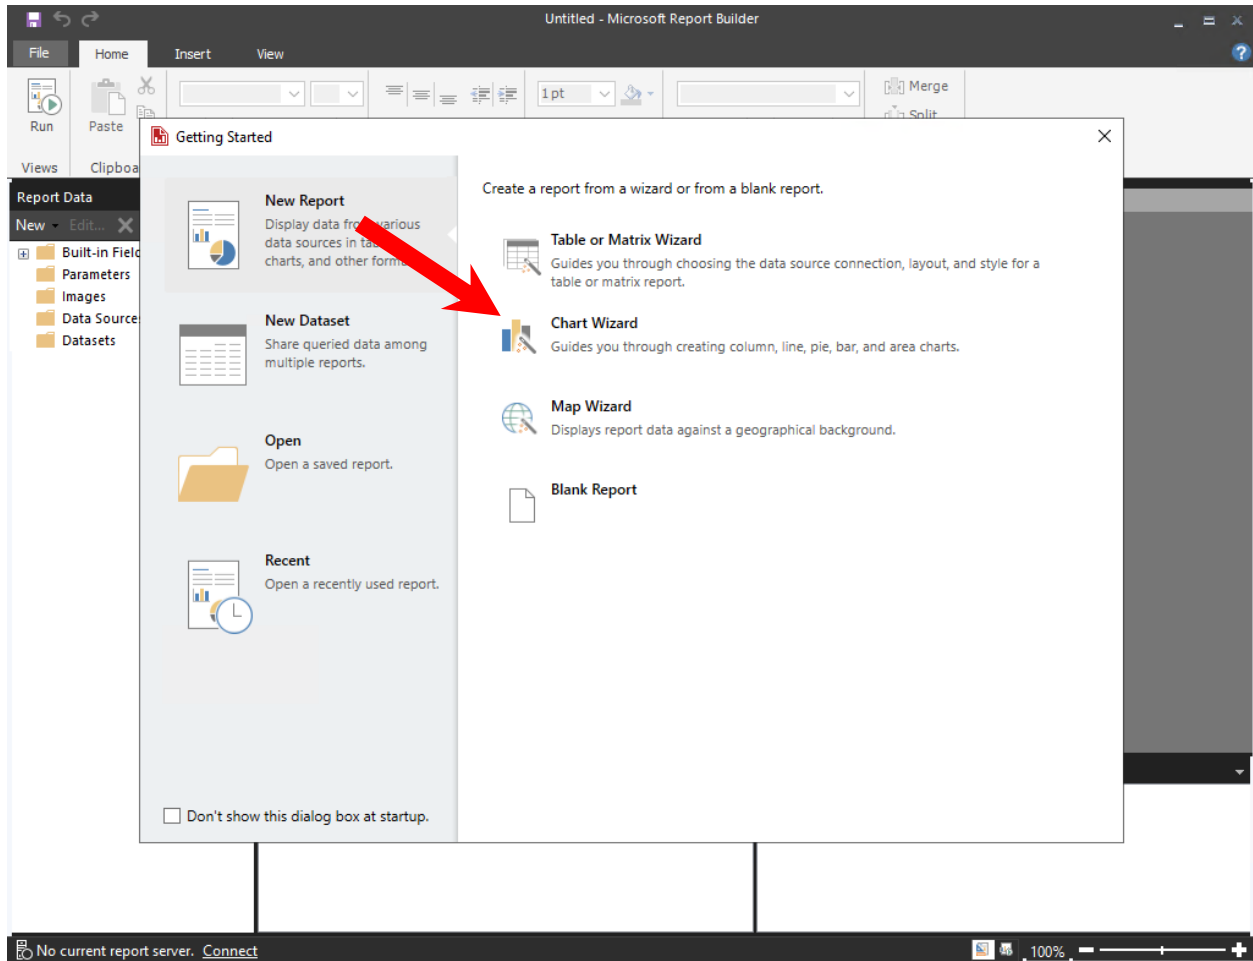 Untitled - Microsoft Report Builder
File Home Insert View
1 pt
Merge
Split
Run Paste
Views
Report Data
New Edit...
Built-in
Parameters
Images
Data
Datasets
Getting Started
New Report
Display data various
data sources in
charts, and other
New Dataset
Share queried data among
multiple reports.
Open
Open a saved report.
Recent
Open a recently used report.
Don't show this dialog box at startup.
Create a report from a wizard or from a blank report.
Table or Matrix Wizard
Guides you through choosing the data source connection, layout, and style for a
table or matrix report.
Chart Wizard
Guides you through creating column, line, pie, bar, and area charts.
Map Wizard
Displays report data against a geographical background.
Blank Report
No current report server. Connect
100%